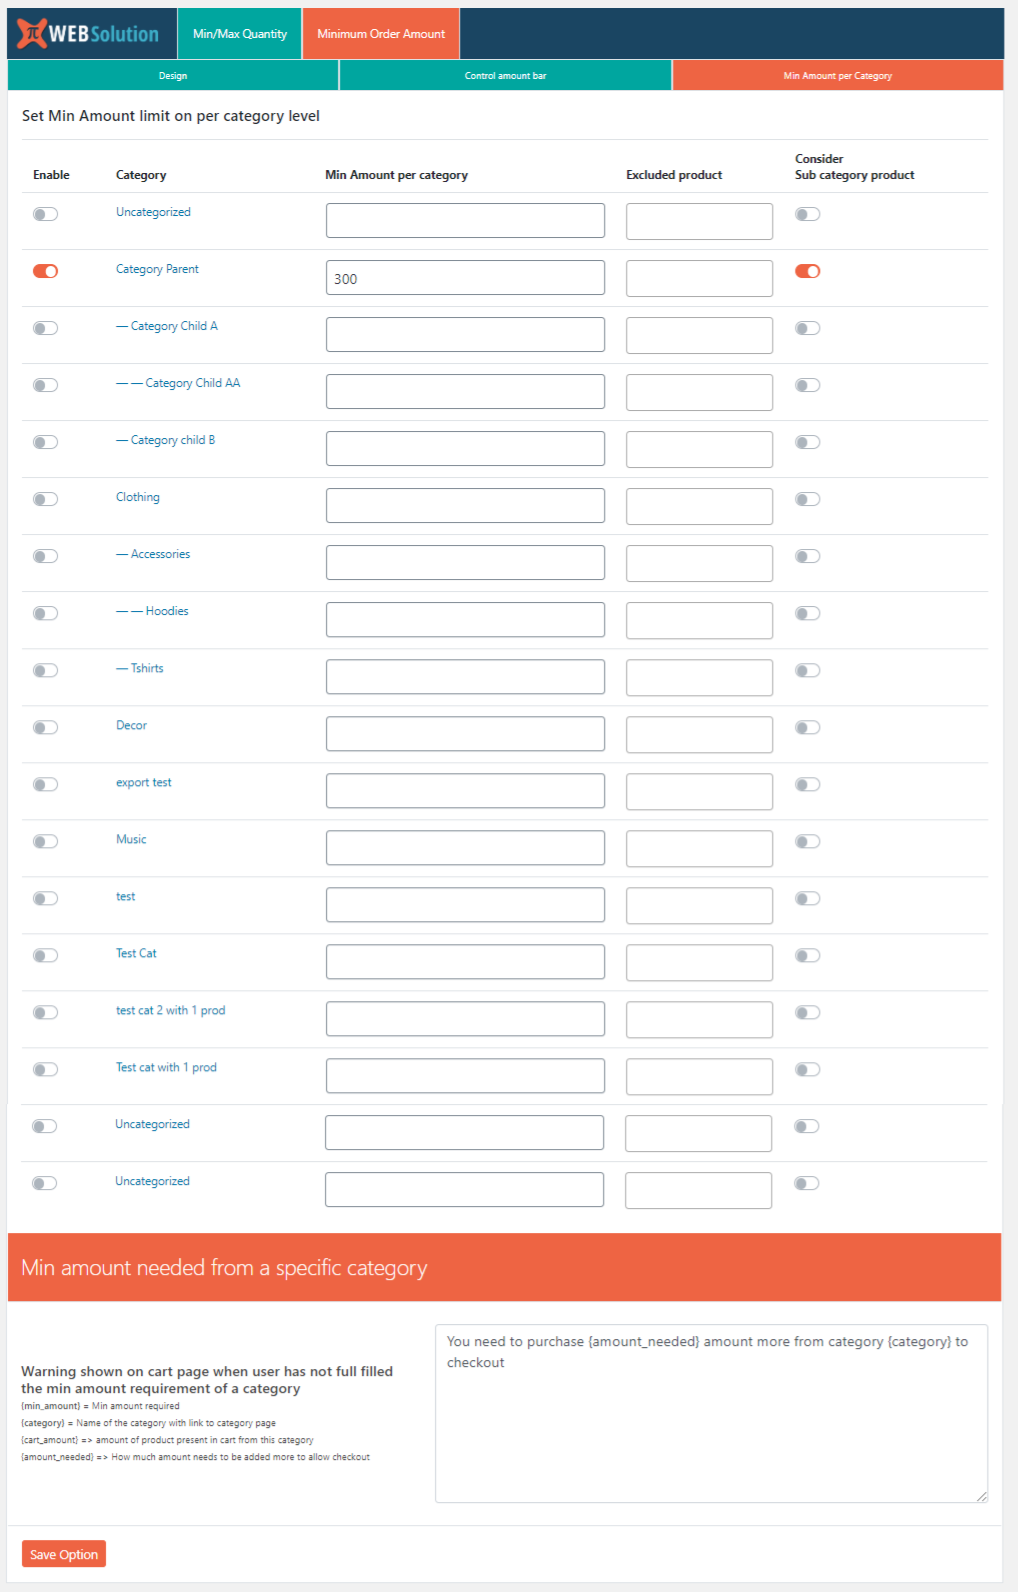 π WEBSolution
Min/Max Quantity
Minimum Order Amount
Design
Control amount bar
Min Amount per Category
Set Min Amount limit on per category level
Enable
Category
Min Amount per category
Excluded product
Consider
Sub category product
Uncategorized
Category Parent
300
— Category Child A
— — Category Child AA
— Category child B
Clothing
— Accessories
— — Hoodies
— Tshirts
Decor
export test
Music
test
Test Cat
test cat 2 with 1 prod
Test cat with 1 prod
Uncategorized
Uncategorized
Min amount needed from a specific category
Warning shown on cart page when user has not full filled
the min amount requirement of a category
{min_amount} = Min amount required
{category} = Name of the category with link to category page
{cart_amount} => amount of product present in cart from this category
{amount_needed} => How much amount needs to be added more to allow checkout
You need to purchase {amount_needed} amount more from category {category} to
checkout
Save Option